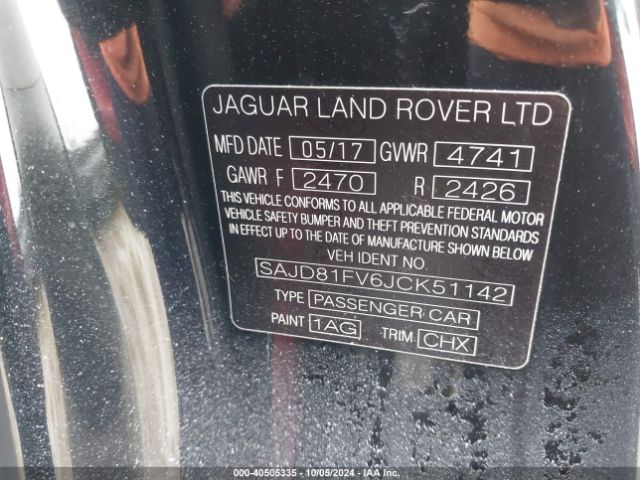 JAGUAR LAND ROVER LTD
MFD DATE 05/17 GVWR 4741
GAWR F 2470 R 2426
THIS VEHICLE CONFORMS TO ALL APPLICABLE FEDERAL MOTOR
VEHICLE SAFETY BUMPER AND THEFT PREVENTION STANDARDS
IN EFFECT UP TO THE DATE OF MANUFACTURE SHOWN BELOW
VEH IDENT NO
SAJD81FV6JCK51142
TYPE PASSENGER CAR
PAINT 1AG TRIM CHX
000-40505335 - 10/05/2024 - IAA Inc.